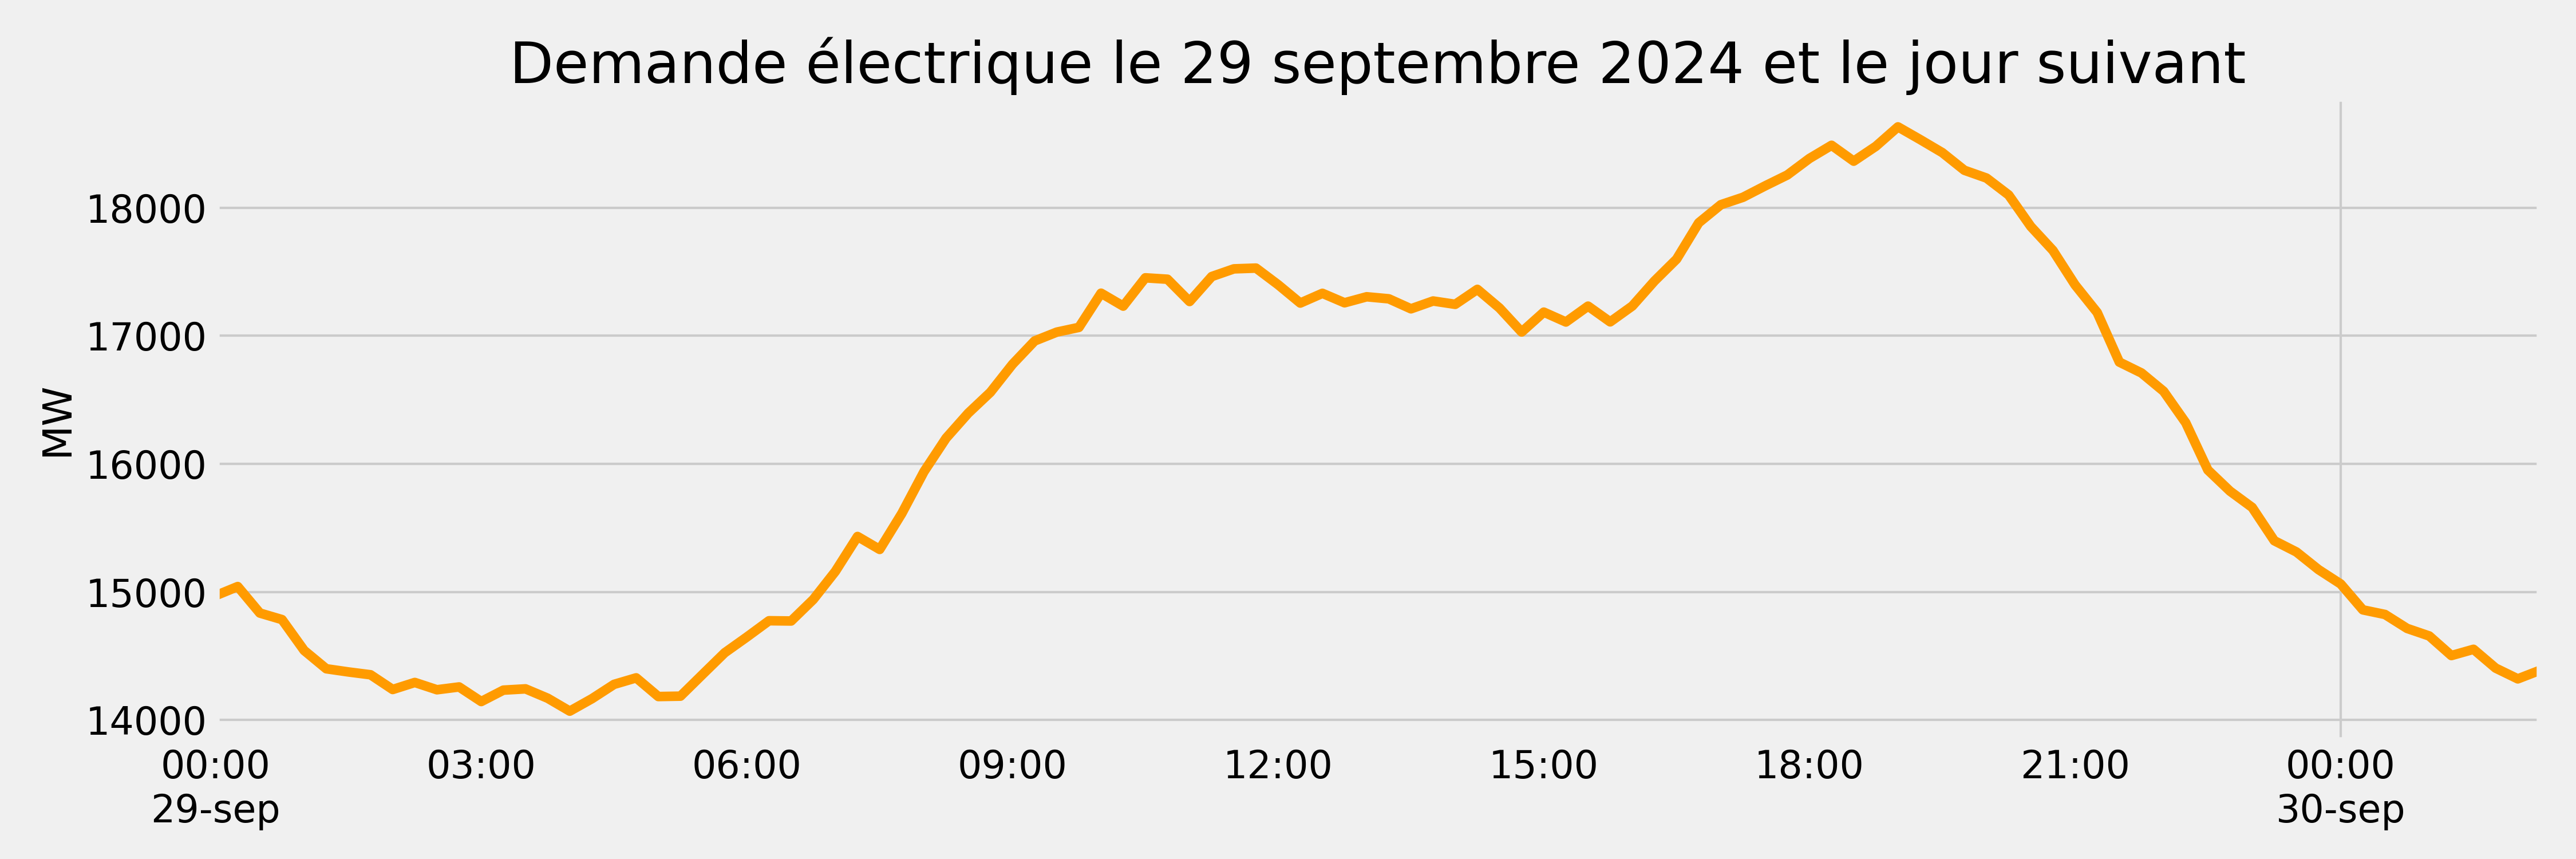 Demande électrique le 29 septembre 2024 et le jour suivant
MW
18000
17000
16000
15000
14000
00:00 03:00 06:00 09:00 12:00 15:00 18:00 21:00 00:00
29-sep 30-sep